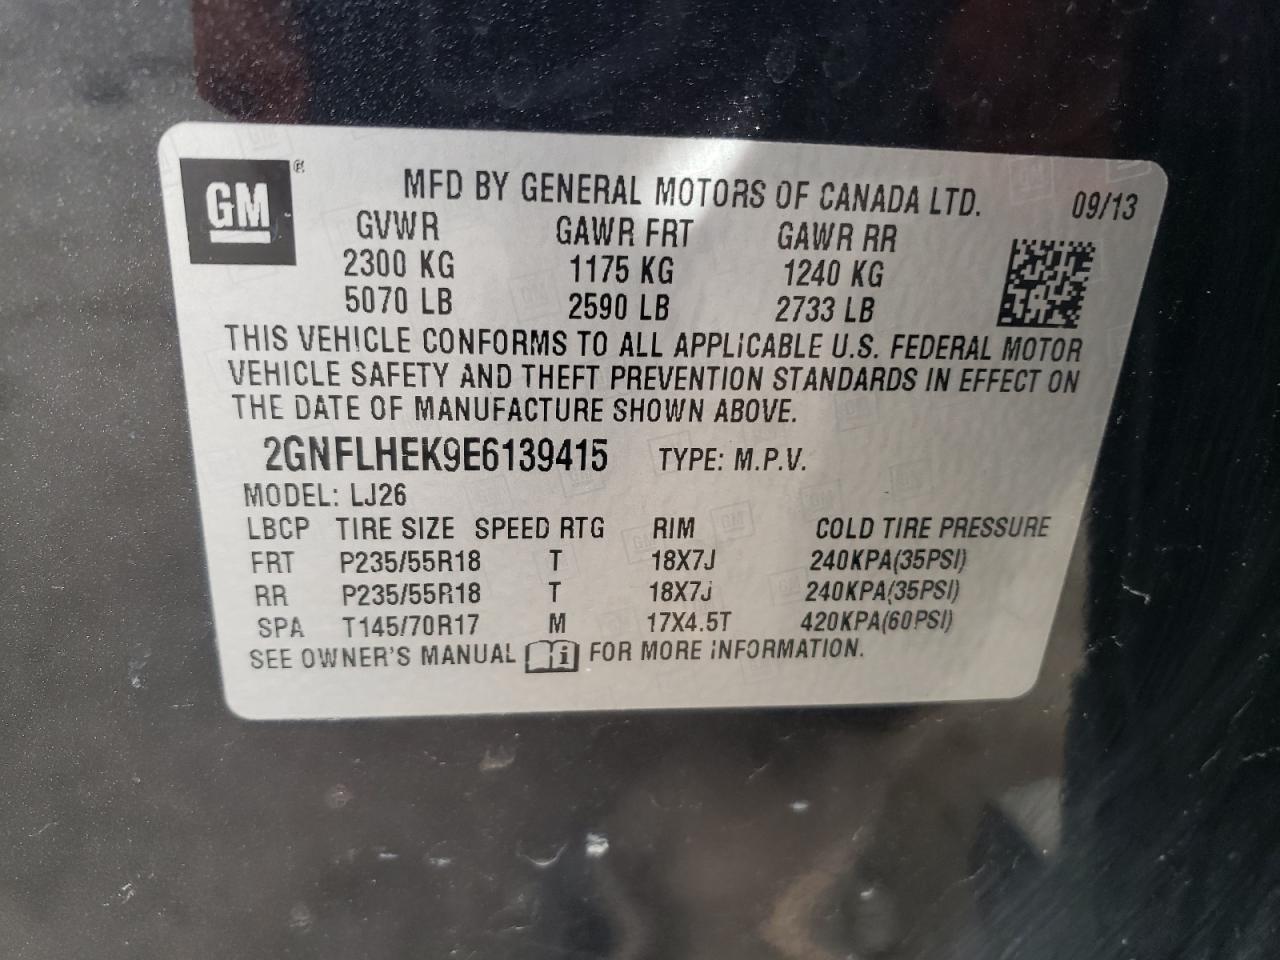 GM ®
MFD BY GENERAL MOTORS OF CANADA LTD. 09/13
GVWR GAWR FRT GAWR RR
2300 KG 1175 KG 1240 KG
5070 LB 2590 LB 2733 LB
THIS VEHICLE CONFORMS TO ALL APPLICABLE U.S. FEDERAL MOTOR
VEHICLE SAFETY AND THEFT PREVENTION STANDARDS IN EFFECT ON
THE DATE OF MANUFACTURE SHOWN ABOVE.
2GNFLHEK9E6139415 TYPE: M.P.V.
MODEL: LJ26
LBCP TIRE SIZE SPEED RTG RIM COLD TIRE PRESSURE
FRT P235/55R18 T 18X7J 240KPA(35PSI)
RR P235/55R18 T 18X7J 240KPA(35PSI)
SPA T145/70R17 M 17X4.5T 420KPA(60PSI)
SEE OWNER'S MANUAL i FOR MORE INFORMATION.